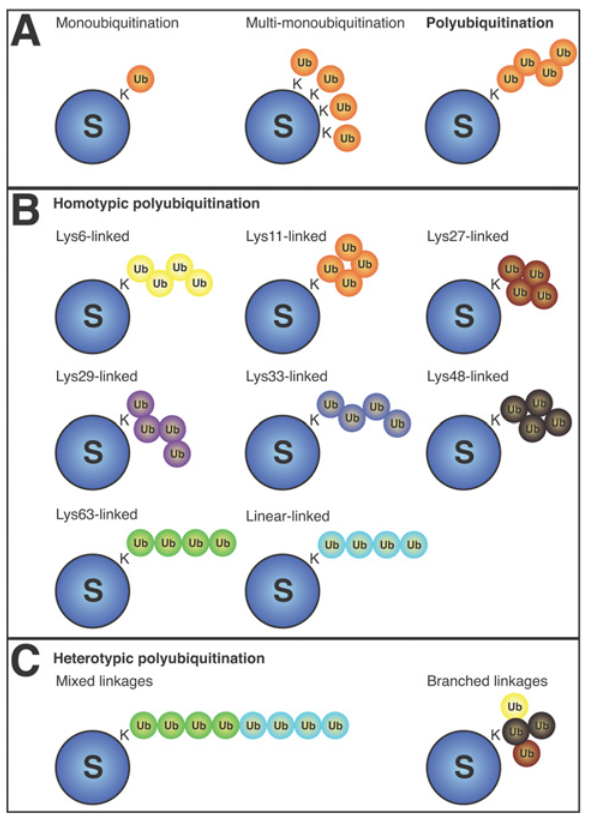 A
Monoubiquitination Multi-monoubiquitination Polyubiquitination
Ub
K
S
Ub
Ub
Ub
Ub
K
K
K
K
S
Ub Ub Ub Ub
K
S
B Homotypic polyubiquitination
Lys6-linked Lys11-linked Lys27-linked
Ub Ub Ub Ub
K
S
Ub
Ub Ub
Ub
K
S
Ub Ub
Ub Ub
K
S
Lys29-linked Lys33-linked Lys48-linked
Ub
Ub Ub
Ub
K
S
Ub Ub Ub Ub
K
S
Ub Ub
Ub Ub
K
S
Lys63-linked Linear-linked
Ub Ub Ub Ub
K
S
Ub Ub Ub Ub
K
S
C Heterotypic polyubiquitination
Mixed linkages Branched linkages
Ub Ub Ub Ub Ub Ub Ub Ub
K
S
Ub
Ub Ub
Ub
K
S